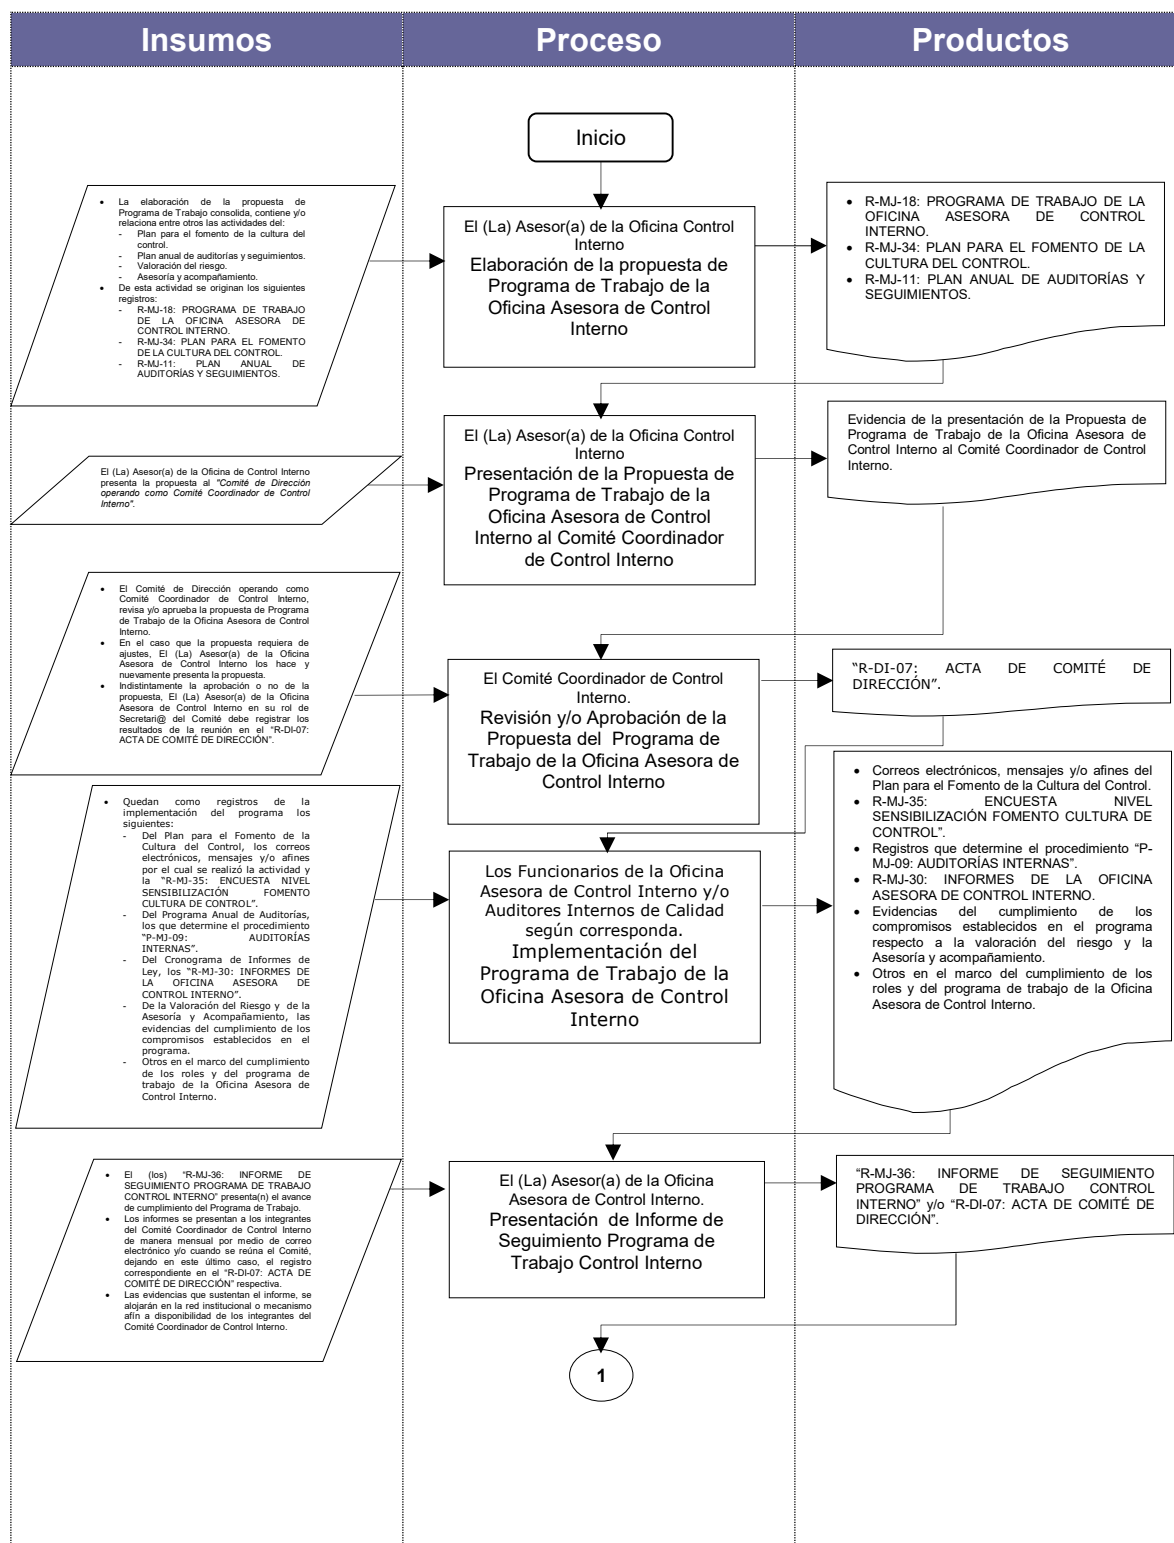 Insumos
Proceso
Productos
Inicio
• La elaboración de la propuesta de
Programa de Trabajo consolida, contiene y/o
relaciona entre otros las actividades del:
- Plan para el fomento de la cultura del
control.
- Plan anual de auditorías y seguimientos.
- Valoración del riesgo.
- Asesoría y acompañamiento.
• De esta actividad se originan los siguientes
registros:
- R-MJ-18: PROGRAMA DE TRABAJO
DE LA OFICINA ASESORA DE
CONTROL INTERNO.
- R-MJ-34: PLAN PARA EL FOMENTO
DE LA CULTURA DEL CONTROL.
- R-MJ-11: PLAN ANUAL DE
AUDITORÍAS Y SEGUIMIENTOS.
El (La) Asesor(a) de la Oficina Control
Interno
Elaboración de la propuesta de
Programa de Trabajo de la
Oficina Asesora de Control
Interno
• R-MJ-18: PROGRAMA DE TRABAJO DE LA
OFICINA ASESORA DE CONTROL
INTERNO.
• R-MJ-34: PLAN PARA EL FOMENTO DE LA
CULTURA DEL CONTROL.
• R-MJ-11: PLAN ANUAL DE AUDITORÍAS Y
SEGUIMIENTOS.
El (La) Asesor(a) de la Oficina de Control Interno
presenta la propuesta al "Comité de Dirección
operando como Comité Coordinador de Control
Interno".
El (La) Asesor(a) de la Oficina Control
Interno
Presentación de la Propuesta de
Programa de Trabajo de la
Oficina Asesora de Control
Interno al Comité Coordinador
de Control Interno
Evidencia de la presentación de la Propuesta de
Programa de Trabajo de la Oficina Asesora de
Control Interno al Comité Coordinador de Control
Interno.
• El Comité de Dirección operando como
Comité Coordinador de Control Interno,
revisa y/o aprueba la propuesta de Programa
de Trabajo de la Oficina Asesora de Control
Interno.
• En el caso que la propuesta requiera de
ajustes, El (La) Asesor(a) de la Oficina
Asesora de Control Interno los hace y
nuevamente presenta la propuesta.
• Indistintamente la aprobación o no de la
propuesta, El (La) Asesor(a) de la Oficina
Asesora de Control Interno en su rol de
Secretari@ del Comité debe registrar los
resultados de la reunión en el "R-DI-07:
ACTA DE COMITÉ DE DIRECCIÓN".
El Comité Coordinador de Control
Interno.
Revisión y/o Aprobación de la
Propuesta del Programa de
Trabajo de la Oficina Asesora de
Control Interno
"R-DI-07: ACTA DE COMITÉ DE
DIRECCIÓN".
• Quedan como registros de la
implementación del programa los
siguientes:
- Del Plan para el Fomento de la
Cultura del Control, los correos
electrónicos, mensajes y/o afines
por el cual se realizó la actividad y
la "R-MJ-35: ENCUESTA NIVEL
SENSIBILIZACIÓN FOMENTO
CULTURA DE CONTROL".
- Del Programa Anual de Auditorías,
los que determine el procedimiento
"P-MJ-09: AUDITORÍAS
INTERNAS".
- Del Cronograma de Informes de
Ley, los "R-MJ-30: INFORMES DE
LA OFICINA ASESORA DE
CONTROL INTERNO".
- De la Valoración del Riesgo y de la
Asesoría y Acompañamiento, las
evidencias del cumplimiento de los
compromisos establecidos en el
programa.
- Otros en el marco del cumplimiento
de los roles y del programa de
trabajo de la Oficina Asesora de
Control Interno.
Los Funcionarios de la Oficina
Asesora de Control Interno y/o
Auditores Internos de Calidad
según corresponda.
Implementación del
Programa de Trabajo de la
Oficina Asesora de Control
Interno
• Correos electrónicos, mensajes y/o afines del
Plan para el Fomento de la Cultura del Control.
• R-MJ-35: ENCUESTA NIVEL
SENSIBILIZACIÓN FOMENTO CULTURA DE
CONTROL".
• Registros que determine el procedimiento "P-
MJ-09: AUDITORÍAS INTERNAS".
• R-MJ-30: INFORMES DE LA OFICINA
ASESORA DE CONTROL INTERNO.
• Evidencias del cumplimiento de los
compromisos establecidos en el programa
respecto a la valoración del riesgo y la
Asesoría y acompañamiento.
• Otros en el marco del cumplimiento de los
roles y del programa de trabajo de la Oficina
Asesora de Control Interno.
• El (los) "R-MJ-36: INFORME DE
SEGUIMIENTO PROGRAMA DE TRABAJO
CONTROL INTERNO" presenta(n) el avance
de cumplimiento del Programa de Trabajo.
• Los informes se presentan a los integrantes
del Comité Coordinador de Control Interno
de manera mensual por medio de correo
electrónico y/o cuando se reúna el Comité,
dejando en este último caso, el registro
correspondiente en el "R-DI-07: ACTA DE
COMITÉ DE DIRECCIÓN" respectiva.
• Las evidencias que sustentan el informe, se
alojarán en la red institucional o mecanismo
afín a disponibilidad de los integrantes del
Comité Coordinador de Control Interno.
El (La) Asesor(a) de la Oficina
Asesora de Control Interno.
Presentación de Informe de
Seguimiento Programa de
Trabajo Control Interno
"R-MJ-36: INFORME DE SEGUIMIENTO
PROGRAMA DE TRABAJO CONTROL
INTERNO" y/o "R-DI-07: ACTA DE COMITÉ DE
DIRECCIÓN".
1